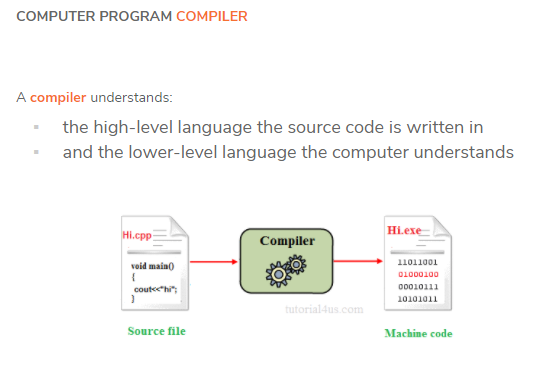 COMPUTER PROGRAM COMPILER
A compiler understands:
the high-level language the source code is written in
and the lower-level language the computer understands
Hi.cpp
void main()
{
cout<<"hi";
}
Source file
Compiler
tutorial4us.com
Hi.exe
11011001
01000100
00010111
10101011
Machine code